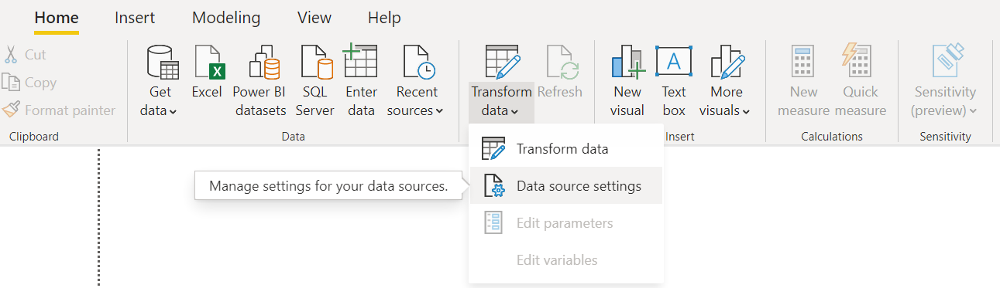 Home Insert Modeling View Help
Cut
Copy
Format painter
Clipboard
Get
data
Excel
Power BI
datasets
SQL
Server
Enter
data
Recent
sources
Data
Transform
data
Refresh
New
visual
Text
box
A
More
visuals
Insert
New
measure
Quick
measure
Calculations
Sensitivity
(preview)
Sensitivity
Transform data
Data source settings
Edit parameters
Edit variables
Manage settings for your data sources.